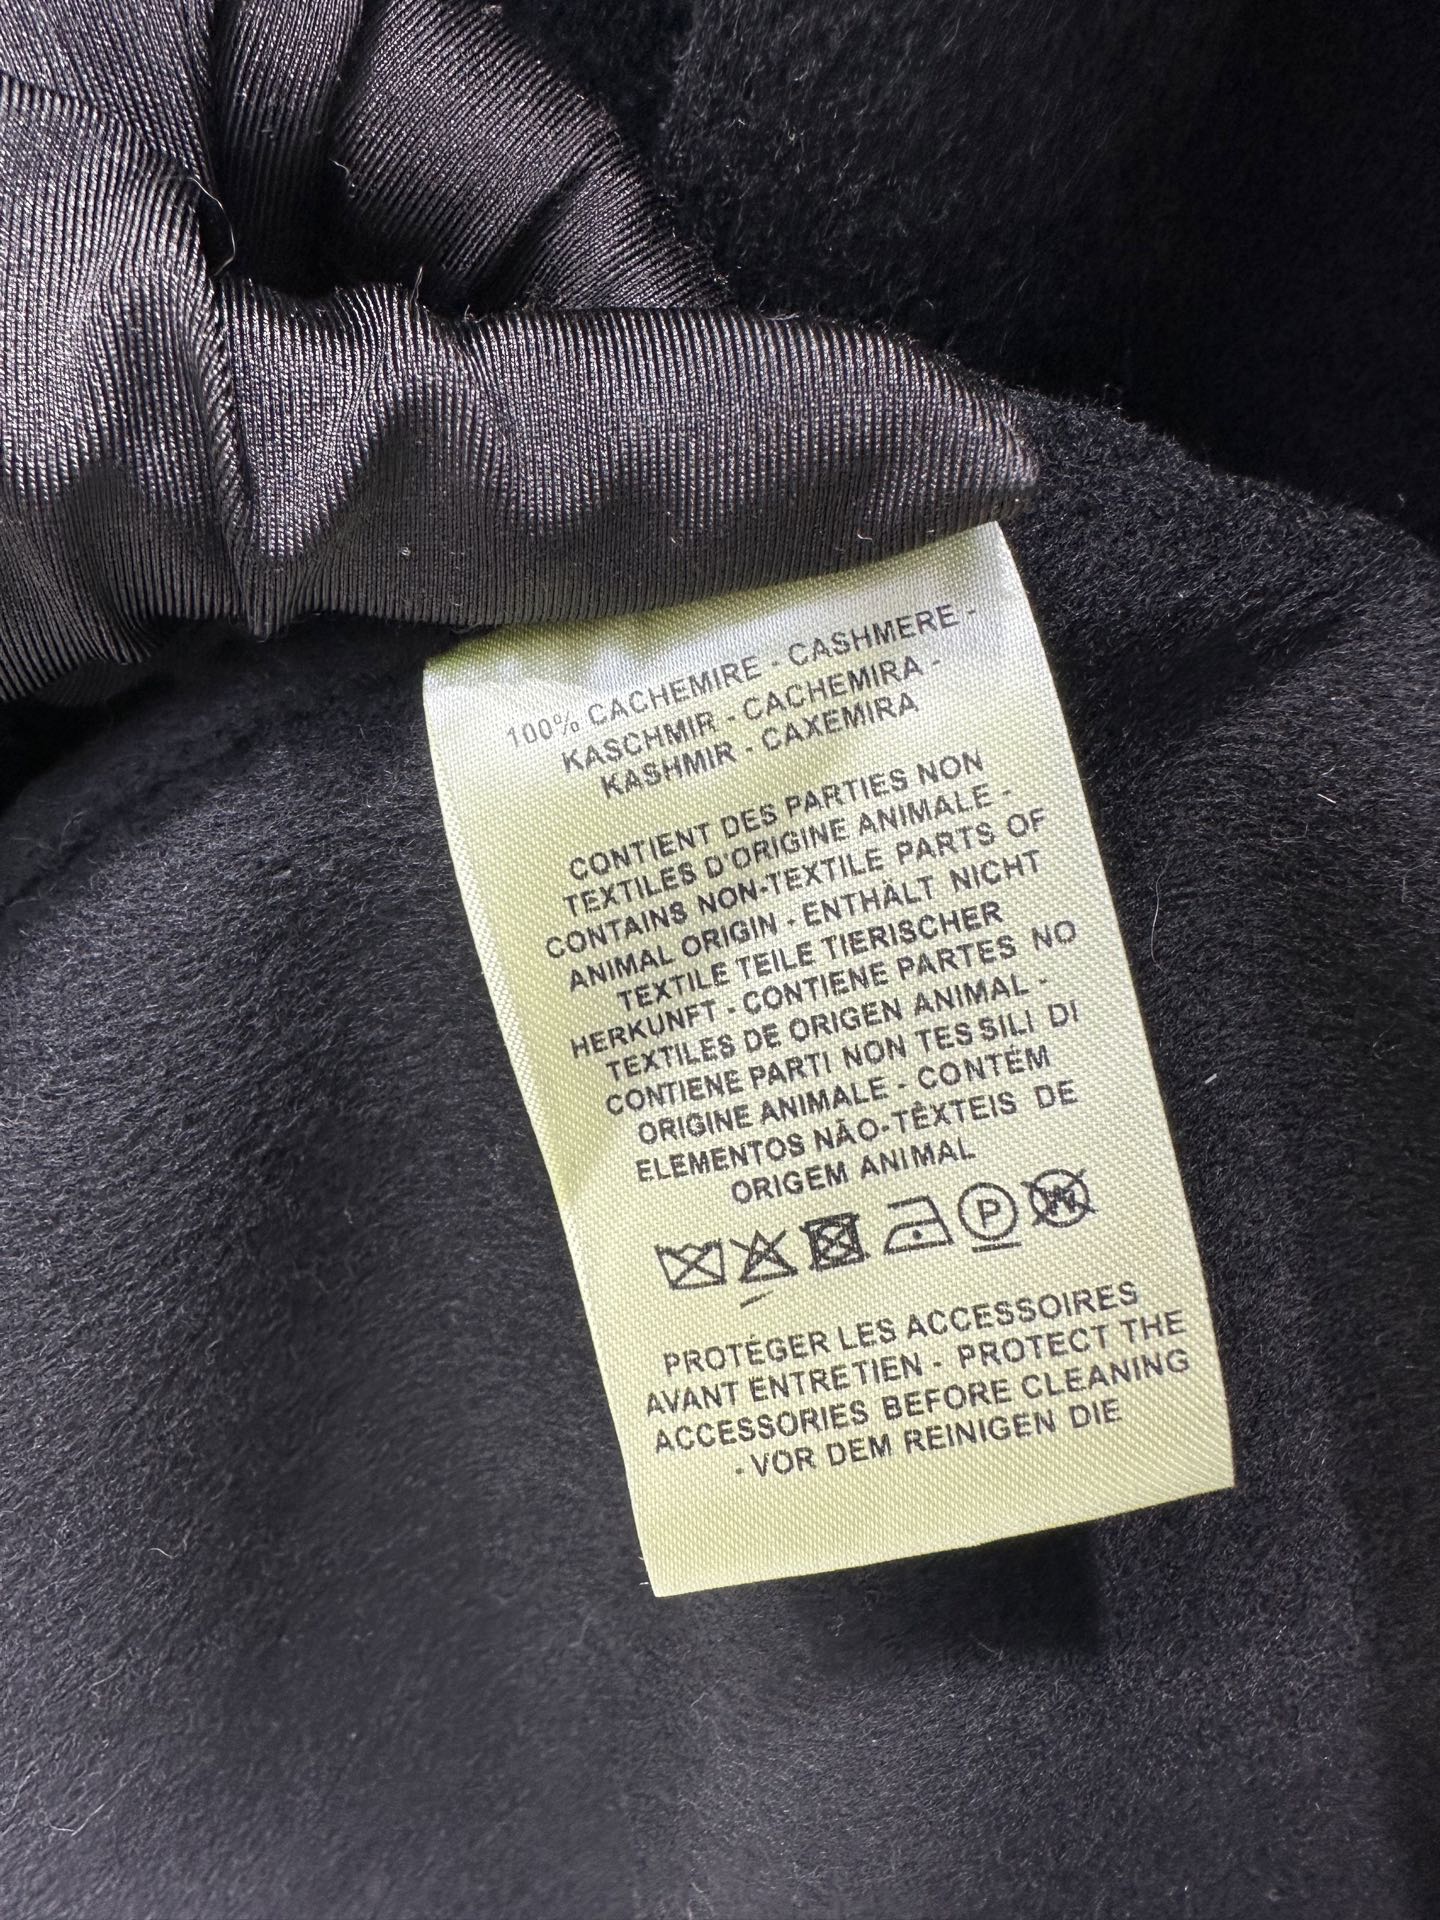 100% CACHEMIRE - CASHMERE -
KASCHMIR - CACHEMIRA -
KASHMIR - CAXEMIRA
CONTIENT DES PARTIES NON
TEXTILES D'ORIGINE ANIMALE -
CONTAINS NON-TEXTILE PARTS OF
ANIMAL ORIGIN - ENTHÄLT NICHT
TEXTILE TEILE TIERISCHER
HERKUNFT - CONTIENE PARTES NO
TEXTILES DE ORIGEN ANIMAL -
CONTIENE PARTI NON TESSILI DI
ORIGINE ANIMALE - CONTÉM
ELEMENTOS NÃO-TÊXTEIS DE
ORIGEM ANIMAL
P W
PROTÉGER LES ACCESSOIRES
AVANT ENTRETIEN - PROTECT THE
ACCESSORIES BEFORE CLEANING
- VOR DEM REINIGEN DIE